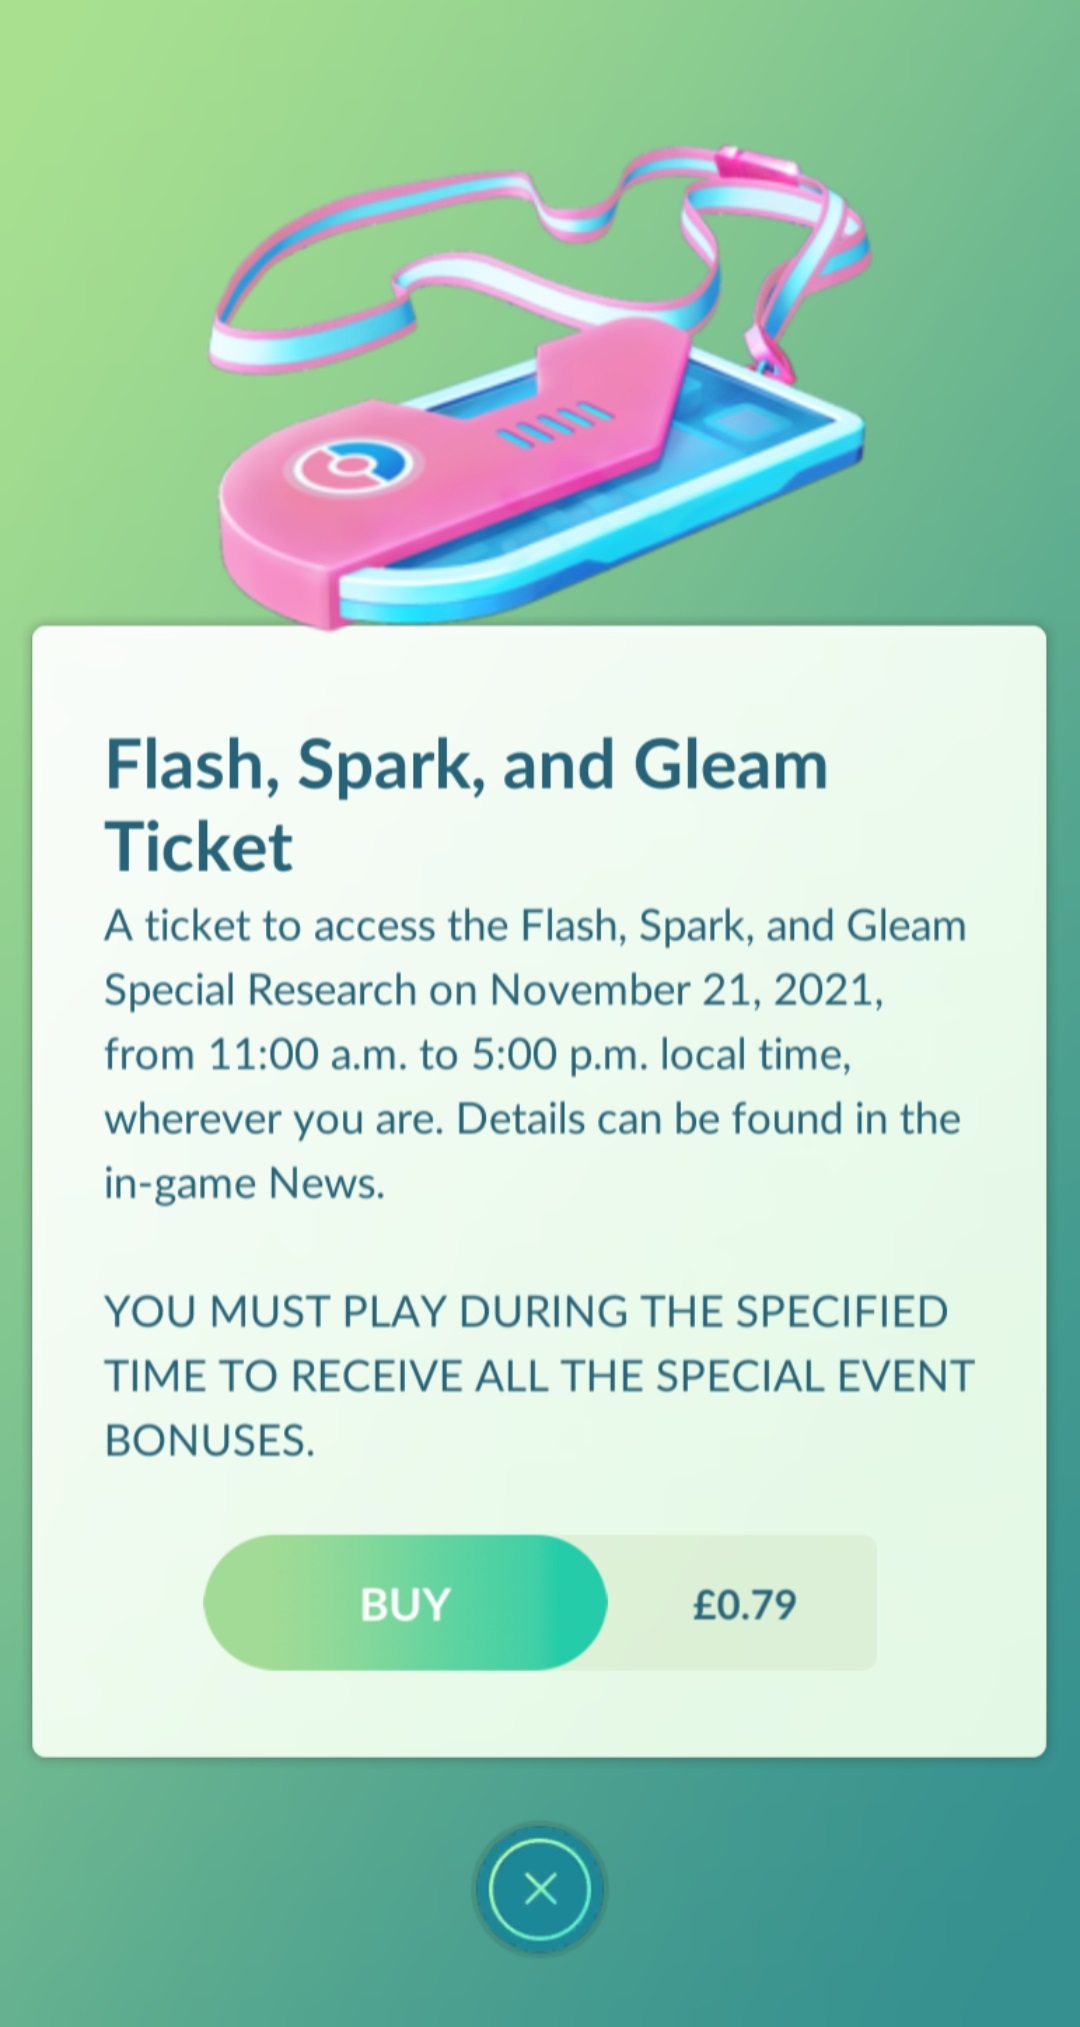 Flash, Spark, and Gleam
Ticket
A ticket to access the Flash, Spark, and Gleam
Special Research on November 21, 2021,
from 11:00 a.m. to 5:00 p.m. local time,
wherever you are. Details can be found in the
in-game News.
YOU MUST PLAY DURING THE SPECIFIED
TIME TO RECEIVE ALL THE SPECIAL EVENT
BONUSES.
BUY £0.79